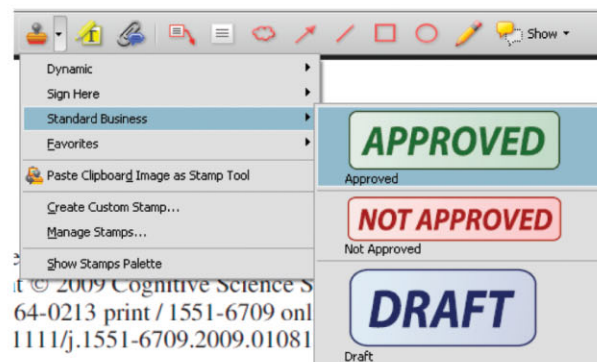 Show
Dynamic
Sign Here
Standard Business
Favorites
Paste Clipboard Image as Stamp Tool
Create Custom Stamp...
Manage Stamps...
Show Stamps Palette
APPROVED
Approved
NOT APPROVED
Not Approved
DRAFT
Draft
t © 2009 Cognitive Science S
64-0213 print / 1551-6709 onl
1111/j.1551-6709.2009.01081